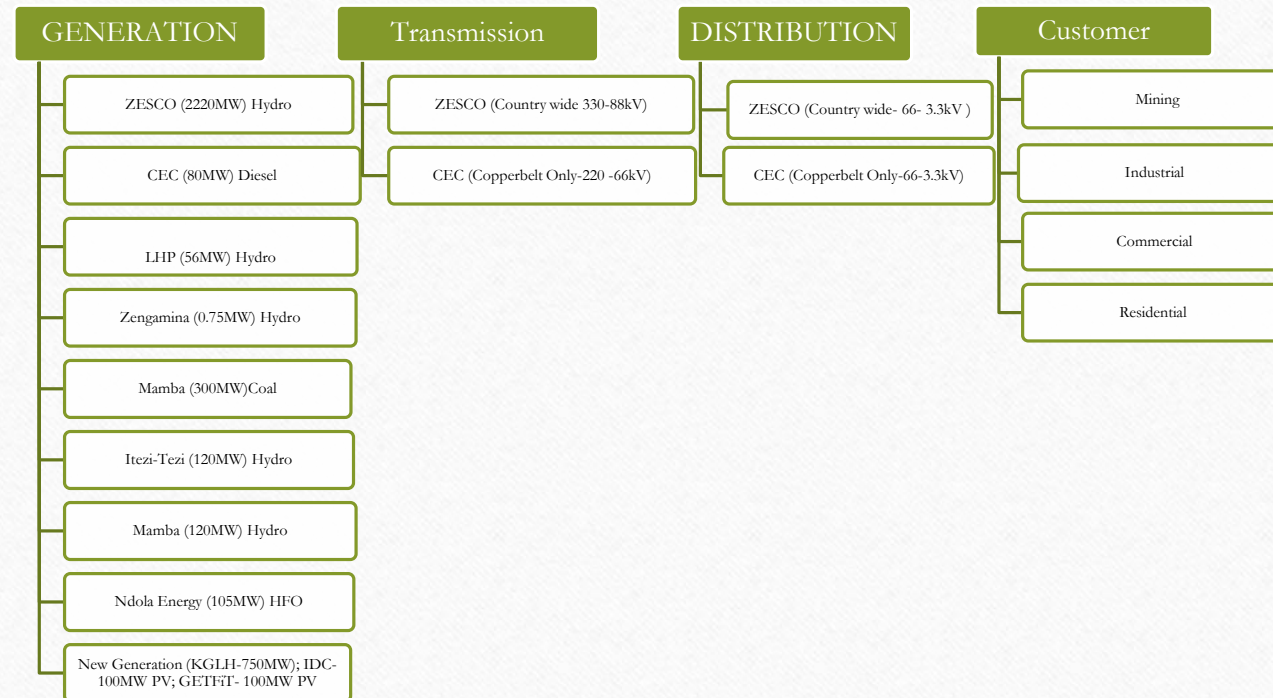 GENERATION
ZESCO (2220MW) Hydro
CEC (80MW) Diesel
LHP (56MW) Hydro
Zengamina (0.75MW) Hydro
Mamba (300MW)Coal
Itezi-Tezi (120MW) Hydro
Mamba (120MW) Hydro
Ndola Energy (105MW) HFO
New Generation (KGLH-750MW); IDC-
100MW PV; GETFiT- 100MW PV
Transmission
ZESCO (Country wide 330-88kV)
CEC (Copperbelt Only-220 -66kV)
DISTRIBUTION
ZESCO (Country wide- 66- 3.3kV )
CEC (Copperbelt Only-66-3.3kV)
Customer
Mining
Industrial
Commercial
Residential